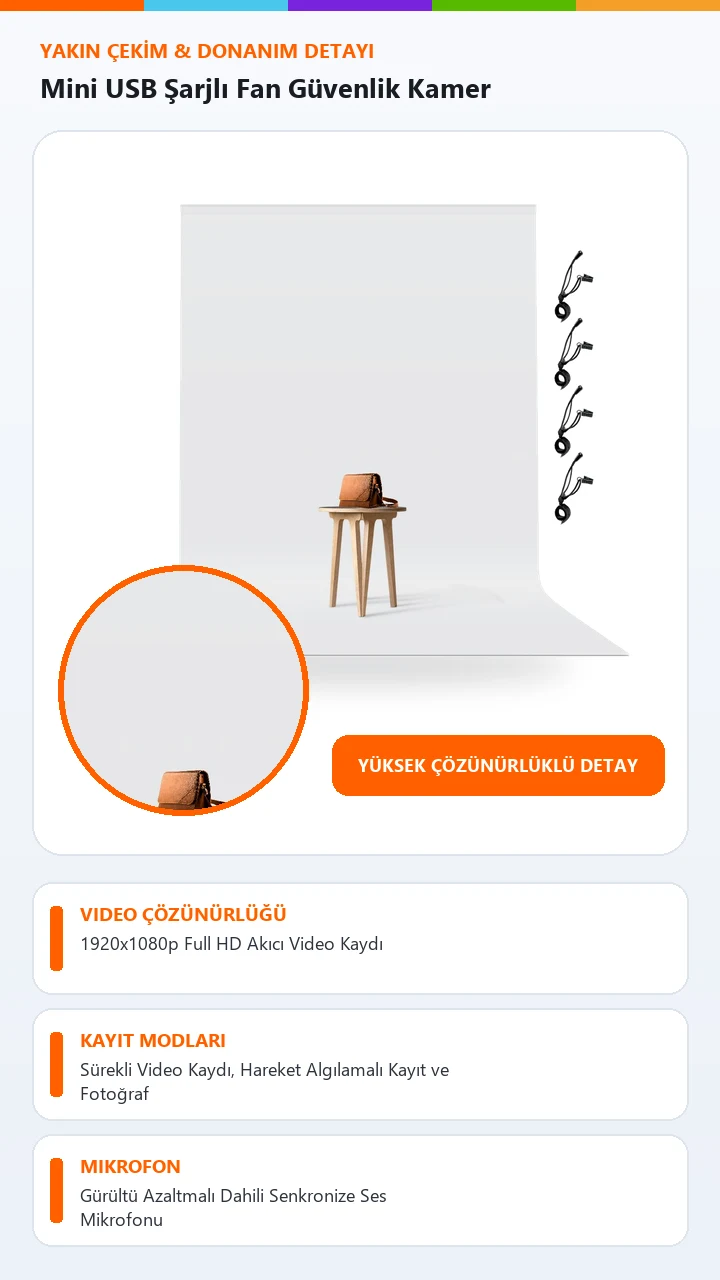 YAKIN ÇEKİM & DONANIM DETAYI
Mini USB Şarjlı Fan Güvenlik Kamer
YÜKSEK ÇÖZÜNÜRLÜKLÜ DETAY
VIDEO ÇÖZÜNÜRLÜĞÜ
1920x1080p Full HD Akıcı Video Kaydı
KAYIT MODLARI
Sürekli Video Kaydı, Hareket Algılamalı Kayıt ve
Fotoğraf
MIKROFON
Gürültü Azaltmalı Dahili Senkronize Ses
Mikrofonu